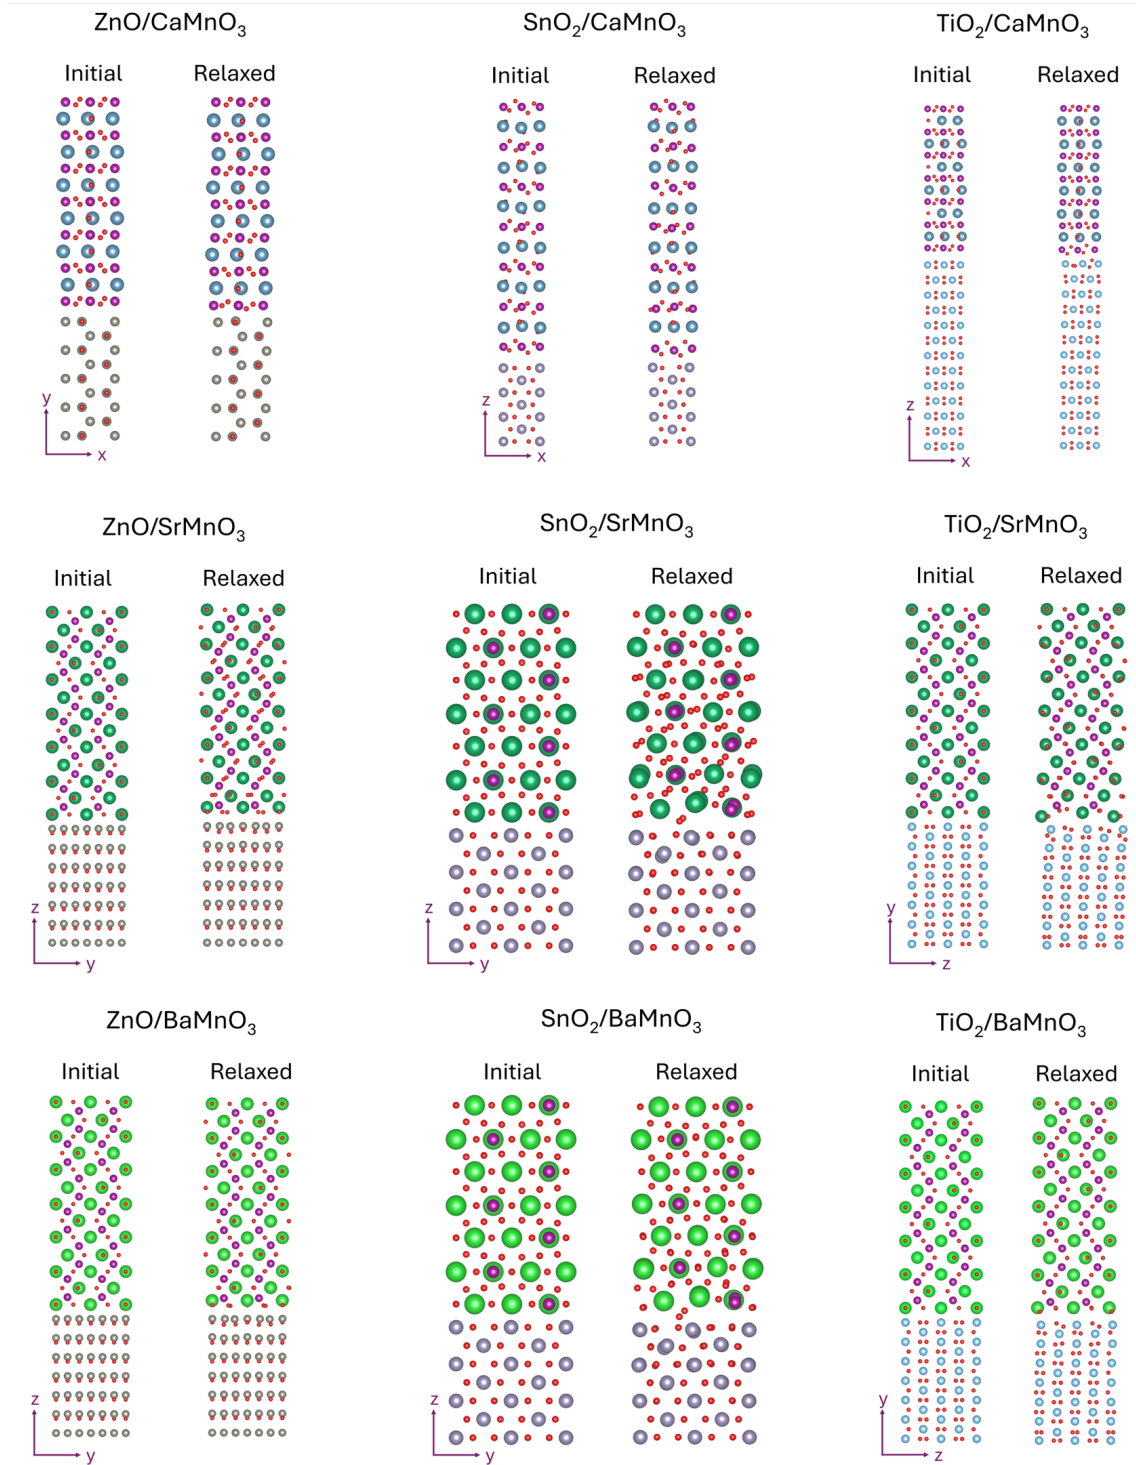 ZnO/CaMnO₃ SnO₂/CaMnO₃ TiO₂/CaMnO₃
Initial Relaxed Initial Relaxed Initial Relaxed
y x z x z x
ZnO/SrMnO₃ SnO₂/SrMnO₃ TiO₂/SrMnO₃
Initial Relaxed Initial Relaxed Initial Relaxed
z y z y y z
ZnO/BaMnO₃ SnO₂/BaMnO₃ TiO₂/BaMnO₃
Initial Relaxed Initial Relaxed Initial Relaxed
z y z y y z